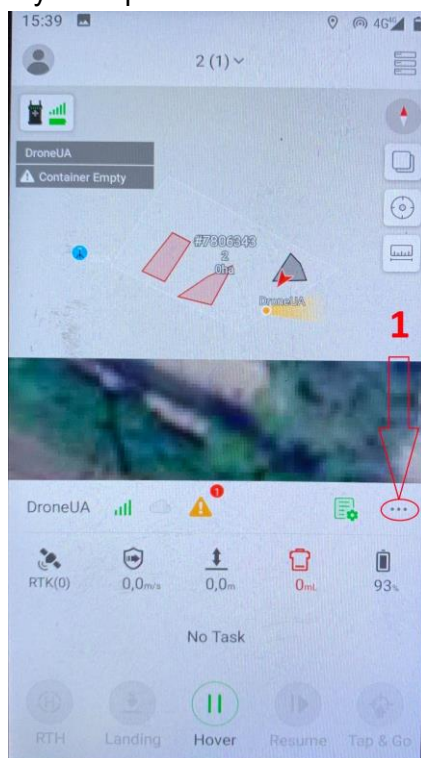 15:39
4G
2 (1)
DroneUA
Container Empty
#7806343
2
0ha
DroneUA
1
DroneUA
1
RTK(0)
0,0m/s
0,0m
0mL
93%
No Task
RTH
Landing
Hover
Resume
Tap & Go